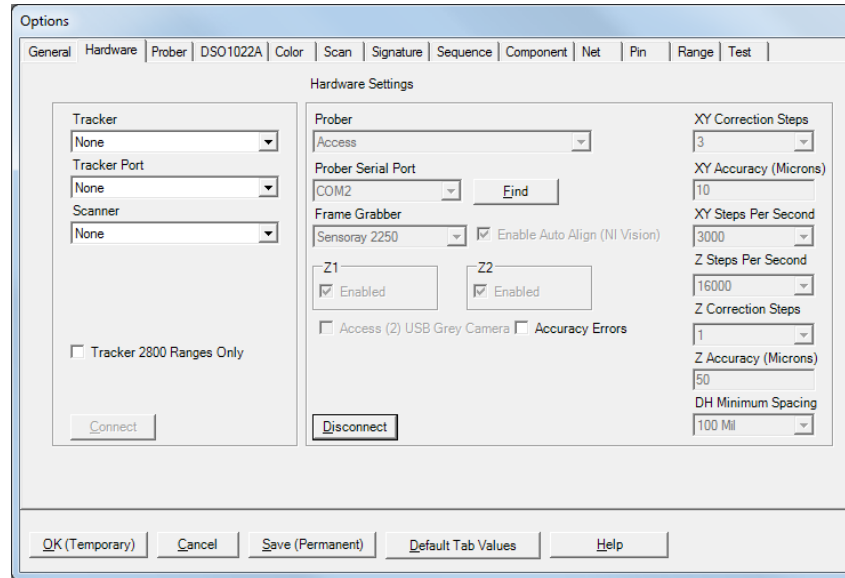 Options
General Hardware Prober DSO1022A Color Scan Signature Sequence Component Net Pin Range Test
Hardware Settings
Tracker
None
Tracker Port
None
Scanner
None
Tracker 2800 Ranges Only
Connect
Prober
Access
Prober Serial Port
COM2 Find
Frame Grabber
Sensoray 2250 Enable Auto Align (NI Vision)
Z1 Z2
Enabled Enabled
Access (2) USB Grey Camera Accuracy Errors
Disconnect
XY Correction Steps
3
XY Accuracy (Microns)
10
XY Steps Per Second
3000
Z Steps Per Second
16000
Z Correction Steps
1
Z Accuracy (Microns)
50
DH Minimum Spacing
100 Mil
OK (Temporary) Cancel Save (Permanent) Default Tab Values Help